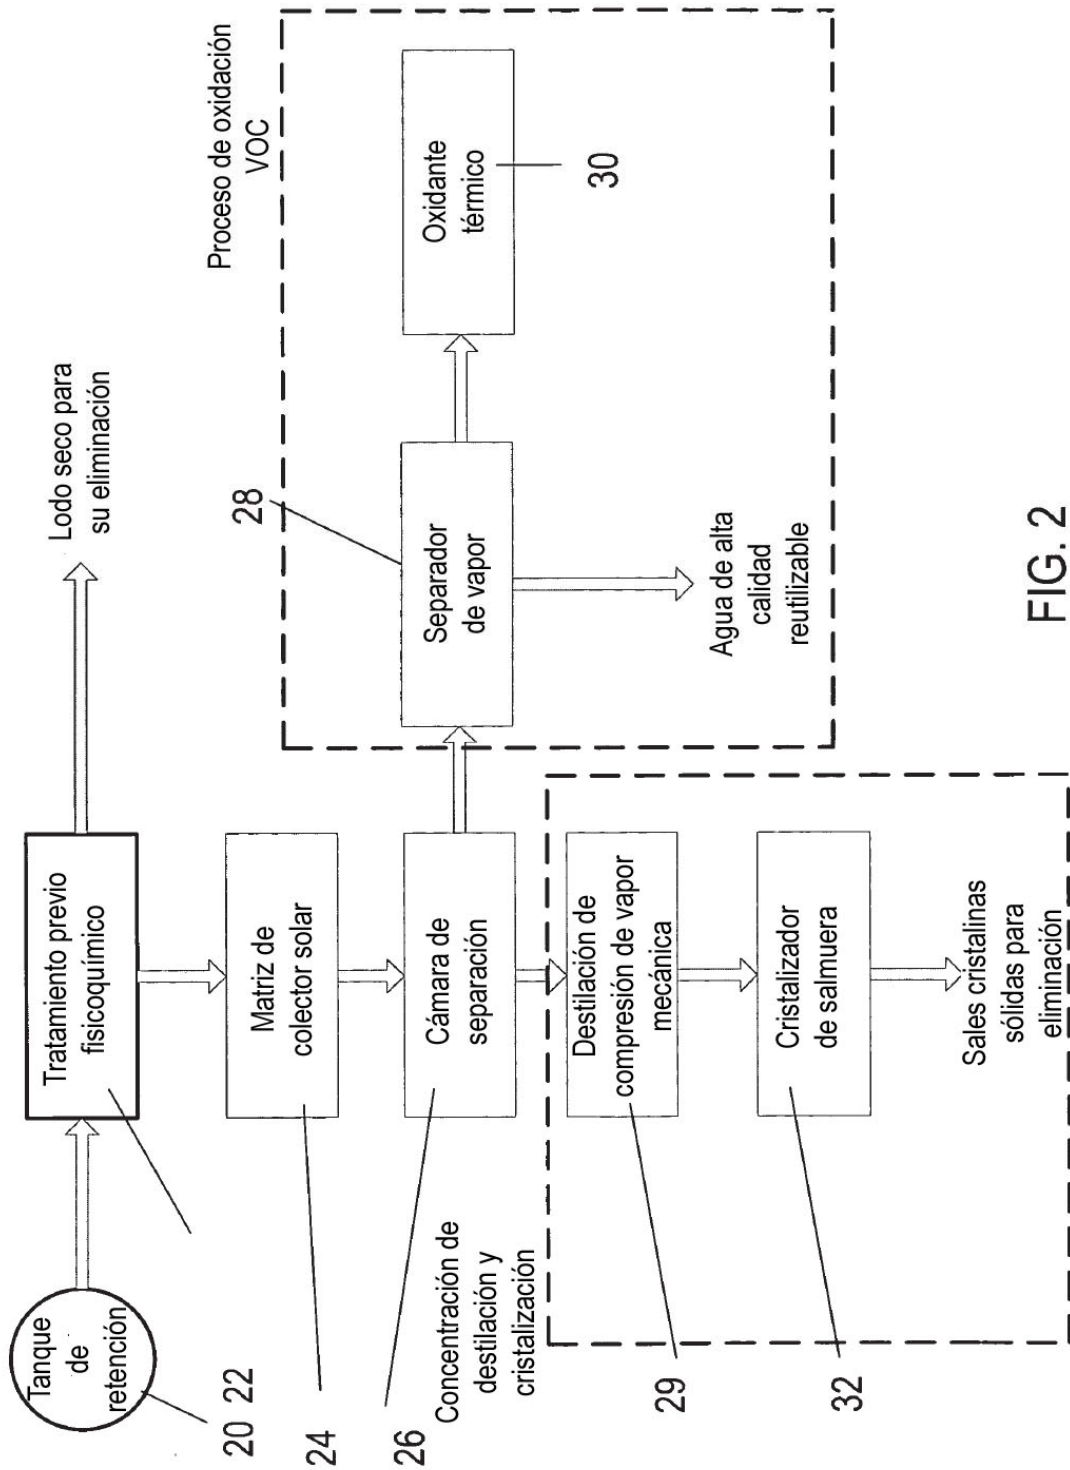 Tanque
de
retención
20
22
Tratamiento previo
fisicoquímico
Lodo seco para
su eliminación
24
Matriz de
colector solar
26
Cámara de
separación
Proceso de oxidación
VOC
28
Separador
de vapor
Oxidante
térmico
30
Agua de alta
calidad
reutilizable
Concentración de
destilación y
cristalización
29
Destilación de
compresión de vapor
mecánica
32
Cristalizador
de salmuera
Sales cristalinas
sólidas para
eliminación
FIG. 2